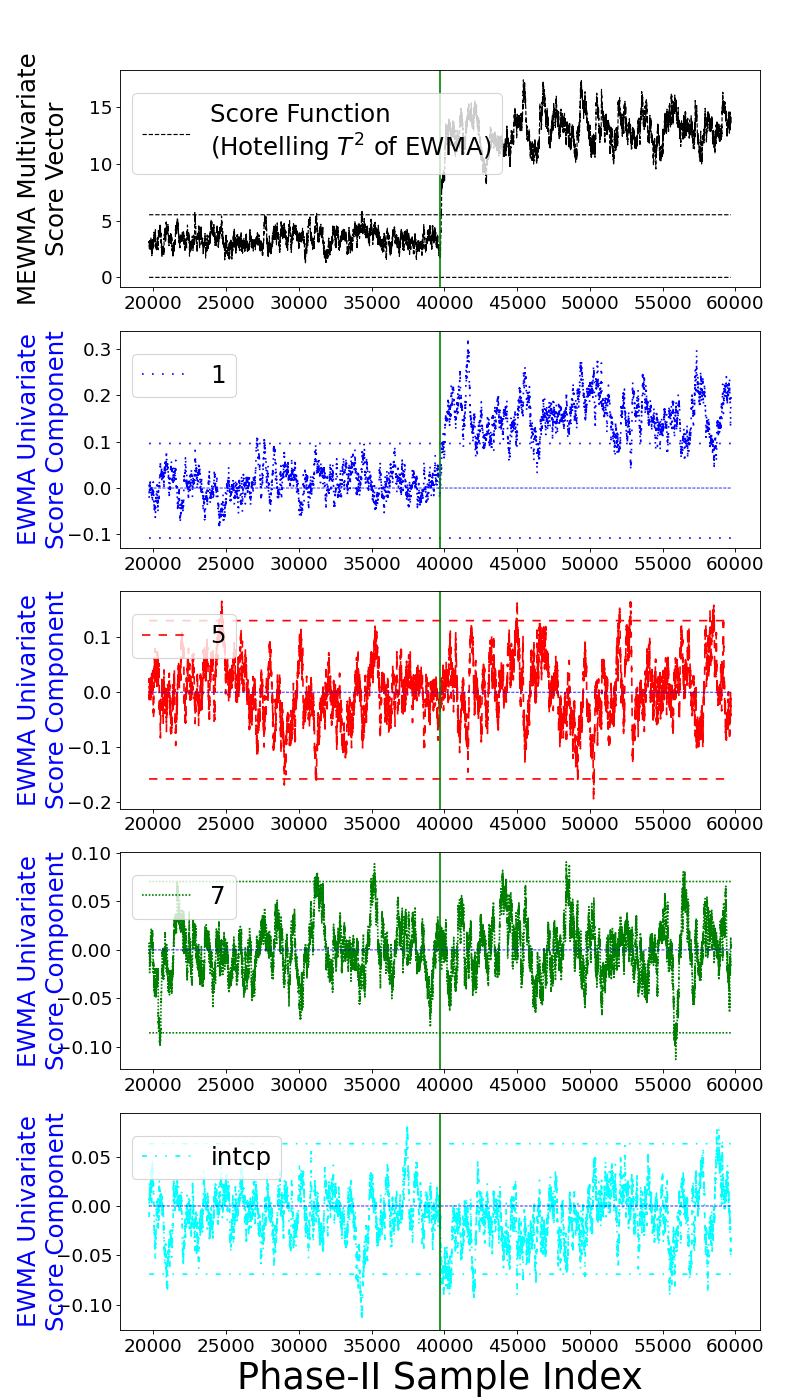 MEWMA Multivariate
Score Vector
Score Function
(Hotelling T² of EWMA)
15
10
5
0
20000 25000 30000 35000 40000 45000 50000 55000 60000
EWMA Univariate
Score Component
1
0.3
0.2
0.1
0.0
−0.1
20000 25000 30000 35000 40000 45000 50000 55000 60000
EWMA Univariate
Score Component
5
0.1
0.0
−0.1
−0.2
20000 25000 30000 35000 40000 45000 50000 55000 60000
EWMA Univariate
Score Component
7
0.10
0.05
0.00
−0.05
−0.10
20000 25000 30000 35000 40000 45000 50000 55000 60000
EWMA Univariate
Score Component
intcp
0.05
0.00
−0.05
−0.10
20000 25000 30000 35000 40000 45000 50000 55000 60000
Phase-II Sample Index